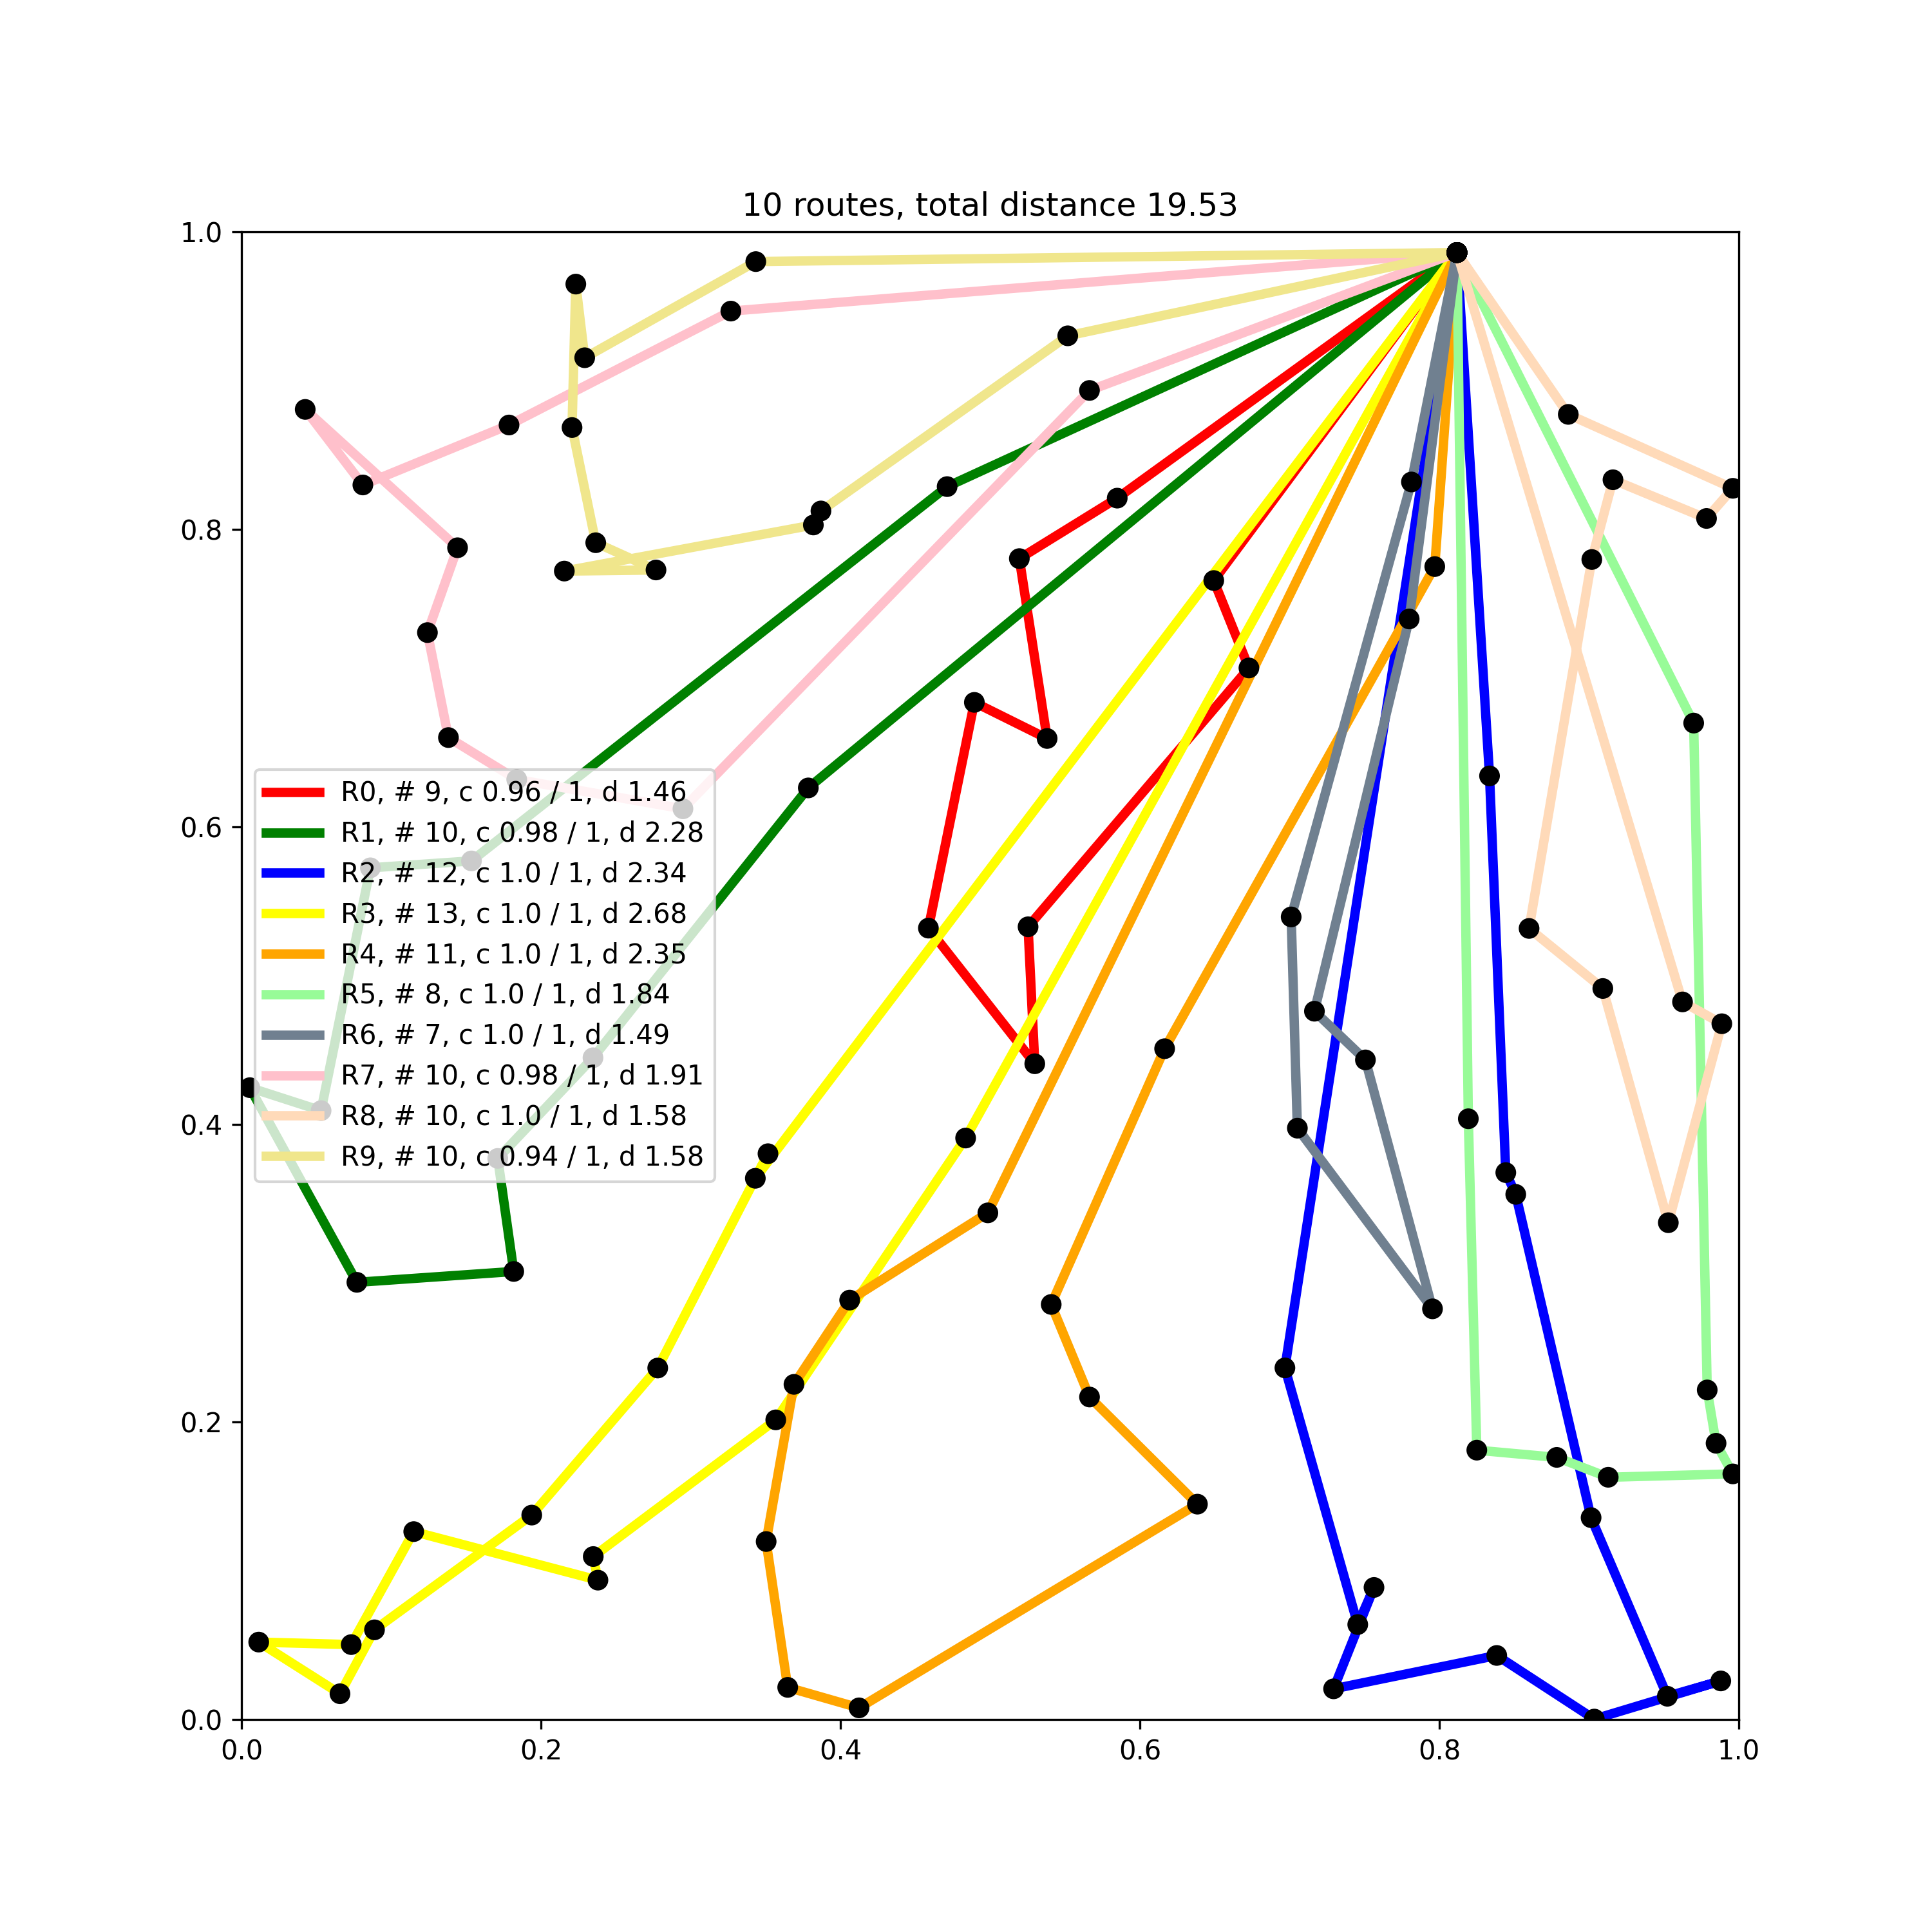 10 routes, total distance 19.53
1.0
0.8
0.6
0.4
0.2
0.0
R0, # 9, c 0.96 / 1, d 1.46
R1, # 10, c 0.98 / 1, d 2.28
R2, # 12, c 1.0 / 1, d 2.34
R3, # 13, c 1.0 / 1, d 2.68
R4, # 11, c 1.0 / 1, d 2.35
R5, # 8, c 1.0 / 1, d 1.84
R6, # 7, c 1.0 / 1, d 1.49
R7, # 10, c 0.98 / 1, d 1.91
R8, # 10, c 1.0 / 1, d 1.58
R9, # 10, c 0.94 / 1, d 1.58
0.0 0.2 0.4 0.6 0.8 1.0